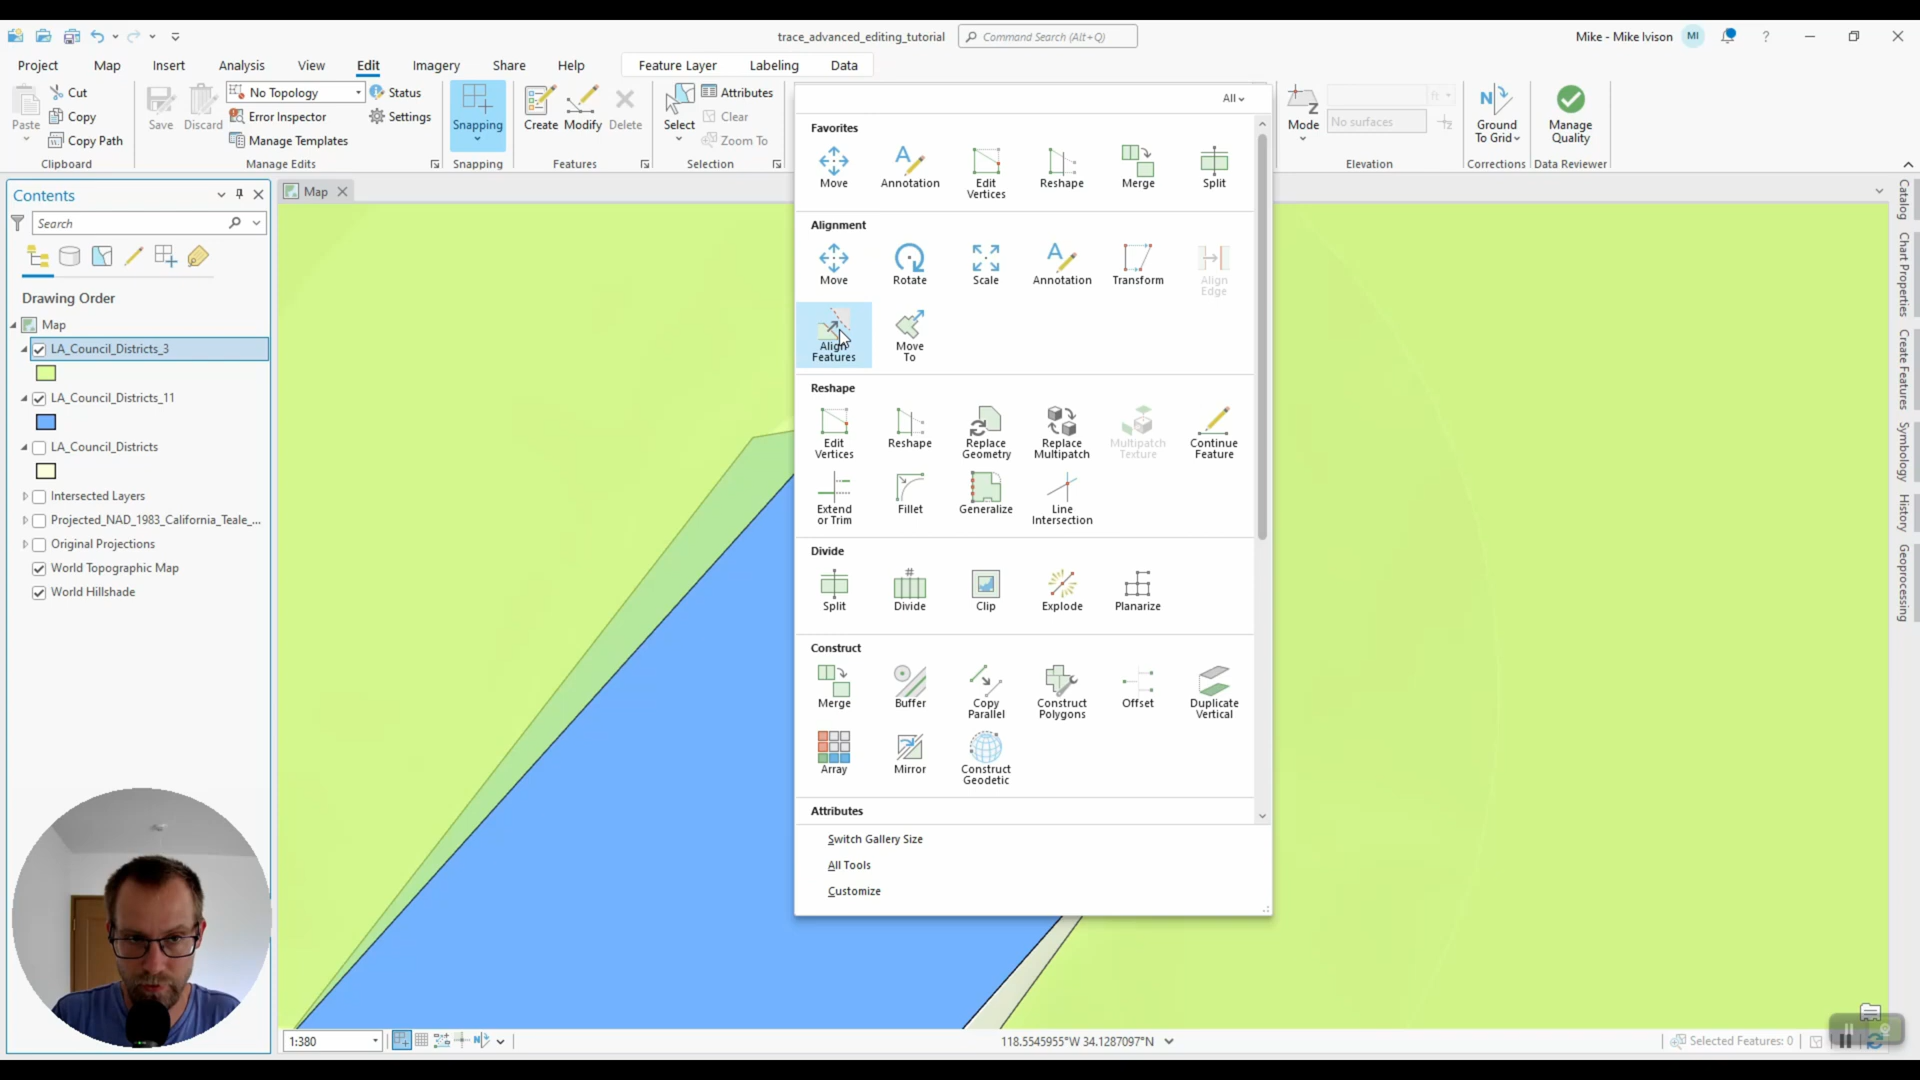 trace_advanced_editing_tutorial
Command Search (Alt+Q)
Mike - Mike Ivison
MI
?
Project
Map
Insert
Analysis
View
Edit
Imagery
Share
Help
Feature Layer
Labeling
Data
Paste
Cut
Copy
Copy Path
Clipboard
Save
Discard
No Topology
Error Inspector
Manage Templates
Status
Settings
Manage Edits
Snapping
Snapping
Create
Modify
Delete
Features
Select
Attributes
Clear
Zoom To
Selection
All
Favorites
Move
Annotation
Edit Vertices
Reshape
Merge
Split
Alignment
Move
Rotate
Scale
Annotation
Transform
Align Edge
Align Features
Move To
Reshape
Edit Vertices
Reshape
Replace Geometry
Replace Multipatch
Multipatch Texture
Continue Feature
Extend or Trim
Fillet
Generalize
Line Intersection
Divide
Split
Divide
Clip
Explode
Planarize
Construct
Merge
Buffer
Copy Parallel
Construct Polygons
Offset
Duplicate Vertical
Array
Mirror
Construct Geodetic
Attributes
Switch Gallery Size
All Tools
Customize
Mode
ft
No surfaces
Elevation
Ground To Grid
Corrections
Manage Quality
Data Reviewer
Contents
Search
Drawing Order
Map
LA_Council_Districts_3
LA_Council_Districts_11
LA_Council_Districts
Intersected Layers
Projected_NAD_1983_California_Teale_...
Original Projections
World Topographic Map
World Hillshade
Map
Catalog
Chart Properties
Create Features
Symbology
History
Geoprocessing
1:380
118.5545955°W 34.1287097°N
Selected Features: 0